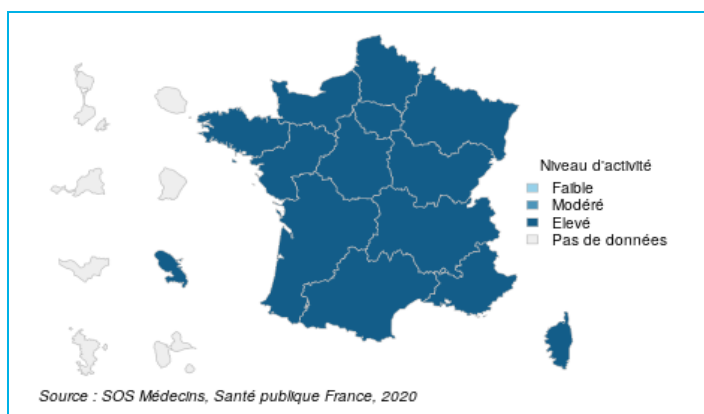 Niveau d'activité
Faible
Modéré
Elevé
Pas de données
Source : SOS Médecins, Santé publique France, 2020